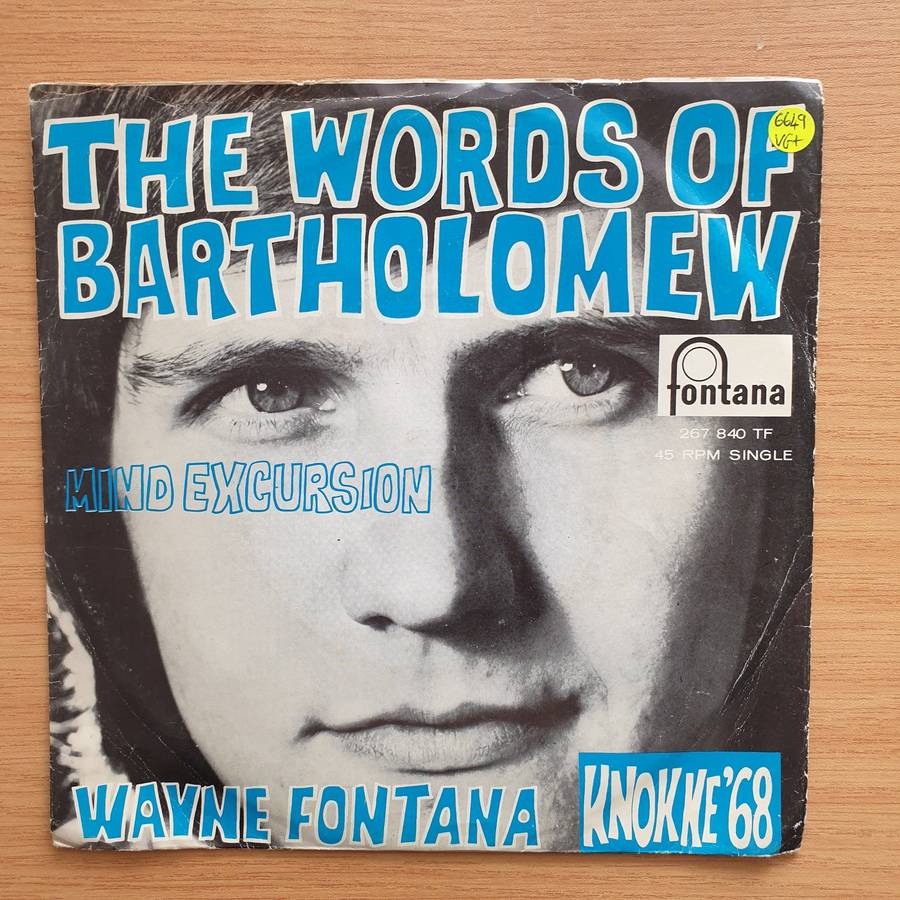 THE WORDS OF
6649
VG+
BARTHOLOMEW
fontana
267 840 TF
45 RPM SINGLE
MIND EXCURSION
WAYNE FONTANA
KNOKKE '68